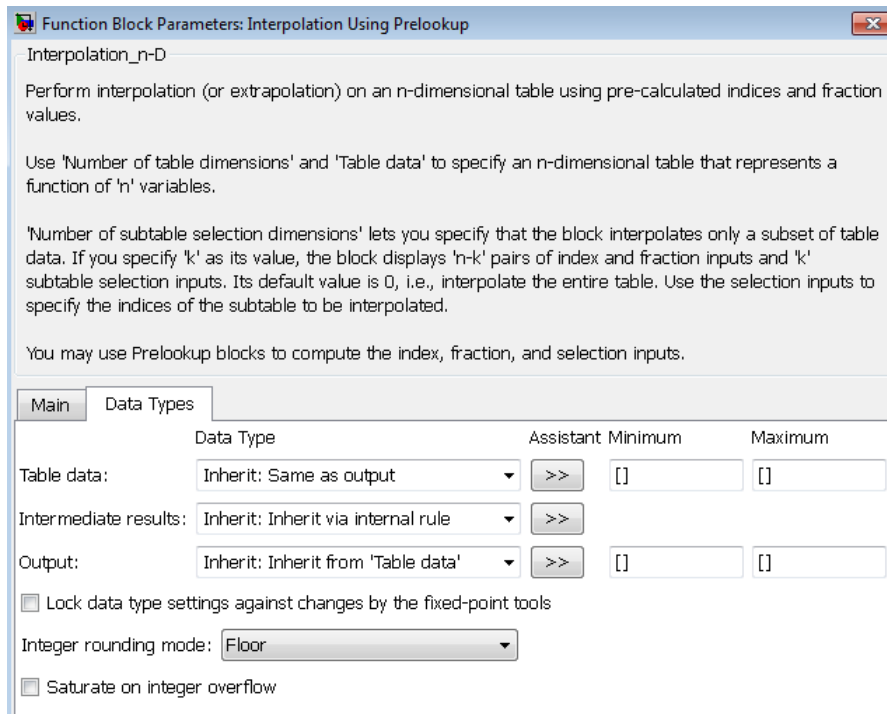 Function Block Parameters: Interpolation Using Prelookup
Interpolation_n-D
Perform interpolation (or extrapolation) on an n-dimensional table using pre-calculated indices and fraction
values.
Use 'Number of table dimensions' and 'Table data' to specify an n-dimensional table that represents a
function of 'n' variables.
'Number of subtable selection dimensions' lets you specify that the block interpolates only a subset of table
data. If you specify 'k' as its value, the block displays 'n-k' pairs of index and fraction inputs and 'k'
subtable selection inputs. Its default value is 0, i.e., interpolate the entire table. Use the selection inputs to
specify the indices of the subtable to be interpolated.
You may use Prelookup blocks to compute the index, fraction, and selection inputs.
Main Data Types
Data Type Assistant Minimum Maximum
Table data: Inherit: Same as output >> [] []
Intermediate results: Inherit: Inherit via internal rule >>
Output: Inherit: Inherit from 'Table data' >> [] []
Lock data type settings against changes by the fixed-point tools
Integer rounding mode: Floor
Saturate on integer overflow